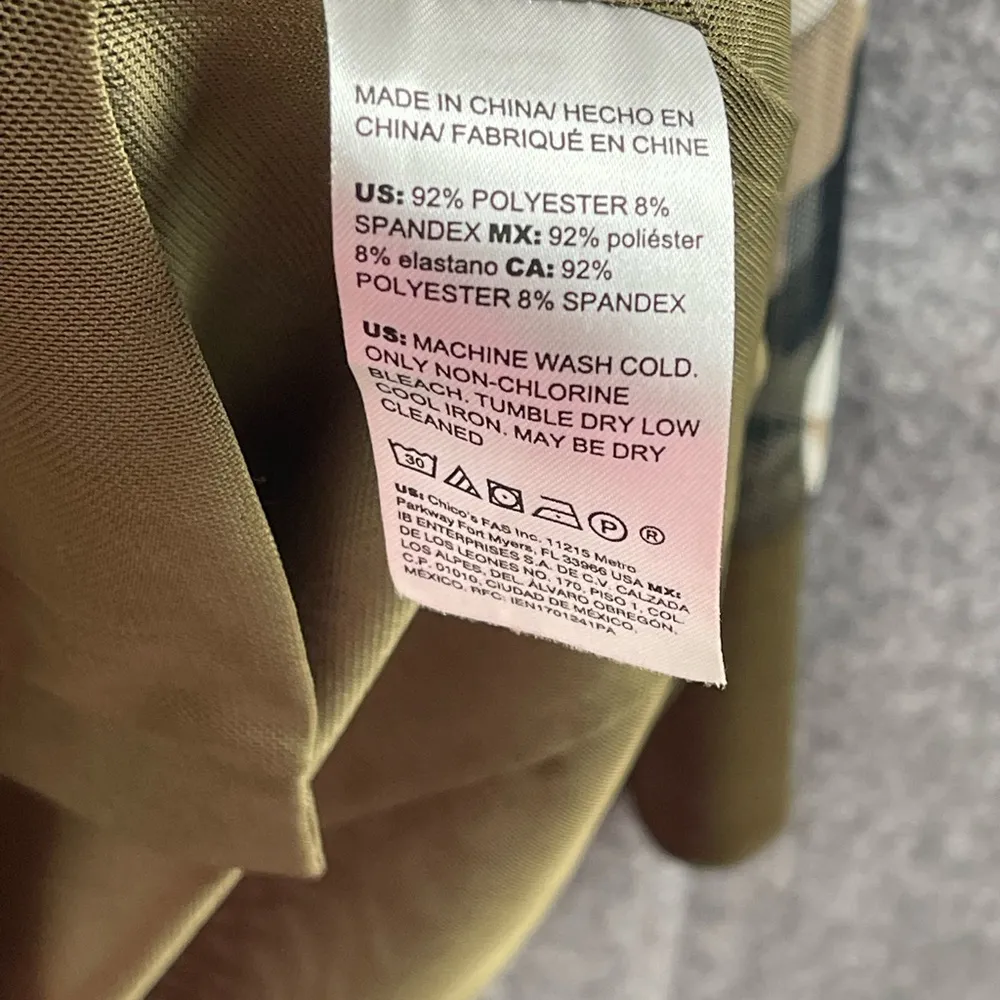 MADE IN CHINA/ HECHO EN
CHINA/ FABRIQUÉ EN CHINE
US: 92% POLYESTER 8%
SPANDEX MX: 92% poliéster
8% elastano CA: 92%
POLYESTER 8% SPANDEX
US: MACHINE WASH COLD.
ONLY NON-CHLORINE
BLEACH. TUMBLE DRY LOW
COOL IRON. MAY BE DRY
CLEANED
30 P ®
US: Chico's FAS Inc. 11215 Metro
Parkway Fort Myers, FL 33966 USA MX:
IB ENTERPRISES S.A. DE C.V. CALZADA
DE LOS LEONES NO. 170, PISO 1, COL.
LOS ALPES, DEL. ÁLVARO OBREGÓN,
C.P. 01010, CIUDAD DE MÉXICO,
MÉXICO. RFC: IEN1701241PA